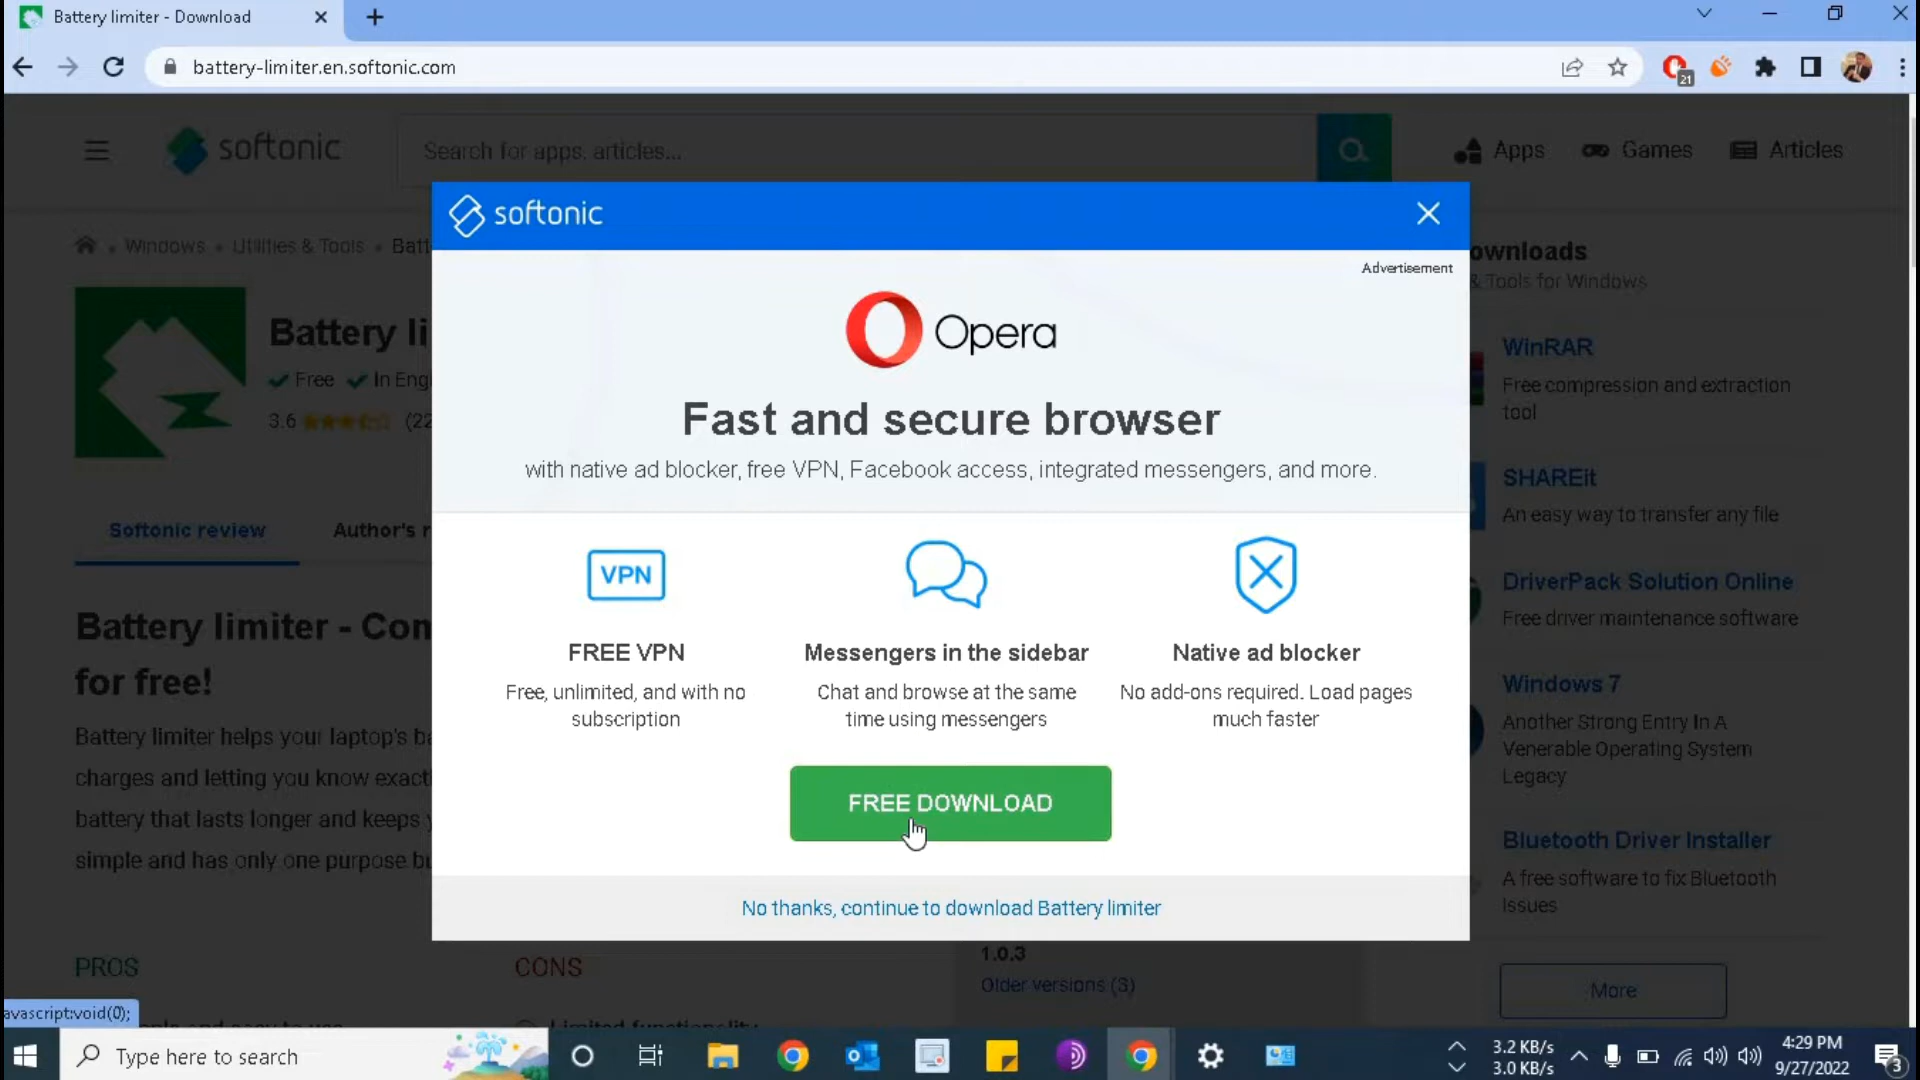 Battery limiter - Download
battery-limiter.en.softonic.com
21
softonic
Search for apps, articles...
Apps
Games
Articles
softonic
Advertisement
Windows
Utilities & Tools
Batt
ownloads
& Tools for Windows
Opera
Battery li
Free
In Eng
3.6
(22
Fast and secure browser
with native ad blocker, free VPN, Facebook access, integrated messengers, and more.
WinRAR
Free compression and extraction
tool
SHAREit
An easy way to transfer any file
Softonic review
Author's r
VPN
FREE VPN
Free, unlimited, and with no
subscription
Messengers in the sidebar
Chat and browse at the same
time using messengers
Native ad blocker
No add-ons required. Load pages
much faster
DriverPack Solution Online
Free driver maintenance software
Battery limiter - Con
for free!
Windows 7
Another Strong Entry In A
Venerable Operating System
Legacy
Battery limiter helps your laptop's ba
charges and letting you know exact
battery that lasts longer and keeps y
simple and has only one purpose bu
FREE DOWNLOAD
Bluetooth Driver Installer
A free software to fix Bluetooth
Issues
No thanks, continue to download Battery limiter
PROS
CONS
1.0.3
Older versions (3)
More
avascript:void(0);
Limited functionality
Type here to search
3.2 KB/s
3.0 KB/s
4:29 PM
9/27/2022
3